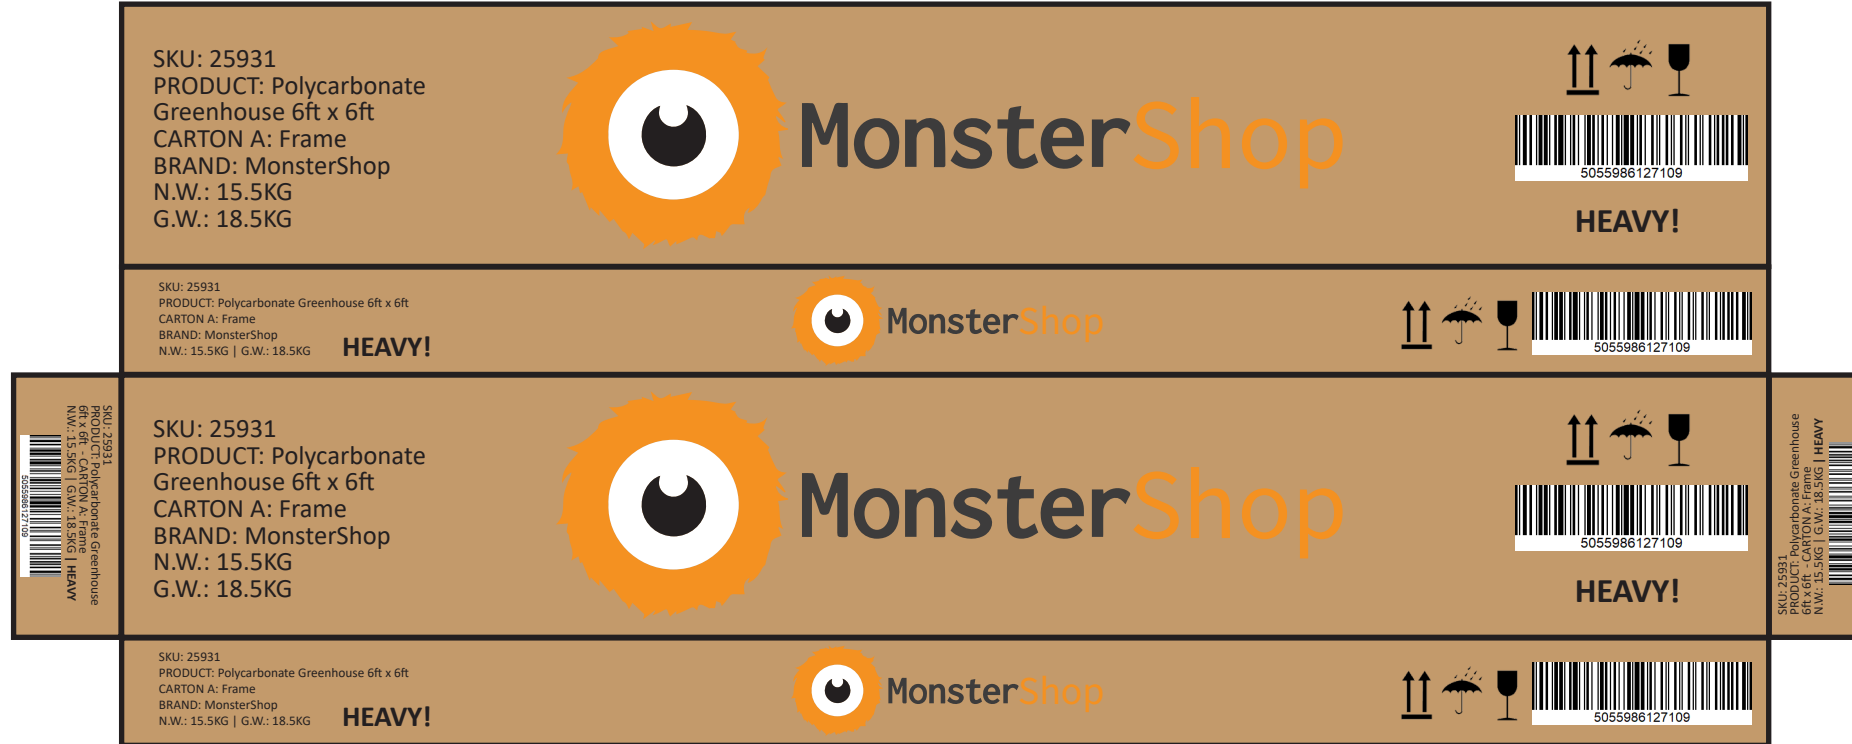 SKU: 25931
PRODUCT: Polycarbonate
Greenhouse 6ft x 6ft
CARTON A: Frame
BRAND: MonsterShop
N.W.: 15.5KG
G.W.: 18.5KG
MonsterShop
5055986127109
HEAVY!
SKU: 25931
PRODUCT: Polycarbonate Greenhouse 6ft x 6ft
CARTON A: Frame
BRAND: MonsterShop
N.W.: 15.5KG | G.W.: 18.5KG
HEAVY!
MonsterShop
5055986127109
SKU: 25931
PRODUCT: Polycarbonate Greenhouse
6ft x 6ft - CARTON A: Frame
N.W.: 15.5KG | G.W.: 18.5KG | HEAVY
5055986127109
SKU: 25931
PRODUCT: Polycarbonate
Greenhouse 6ft x 6ft
CARTON A: Frame
BRAND: MonsterShop
N.W.: 15.5KG
G.W.: 18.5KG
MonsterShop
5055986127109
HEAVY!
SKU: 25931
PRODUCT: Polycarbonate Greenhouse
6ft x 6ft - CARTON A: Frame
N.W.: 15.5KG | G.W.: 18.5KG | HEAVY
SKU: 25931
PRODUCT: Polycarbonate Greenhouse 6ft x 6ft
CARTON A: Frame
BRAND: MonsterShop
N.W.: 15.5KG | G.W.: 18.5KG
HEAVY!
MonsterShop
5055986127109